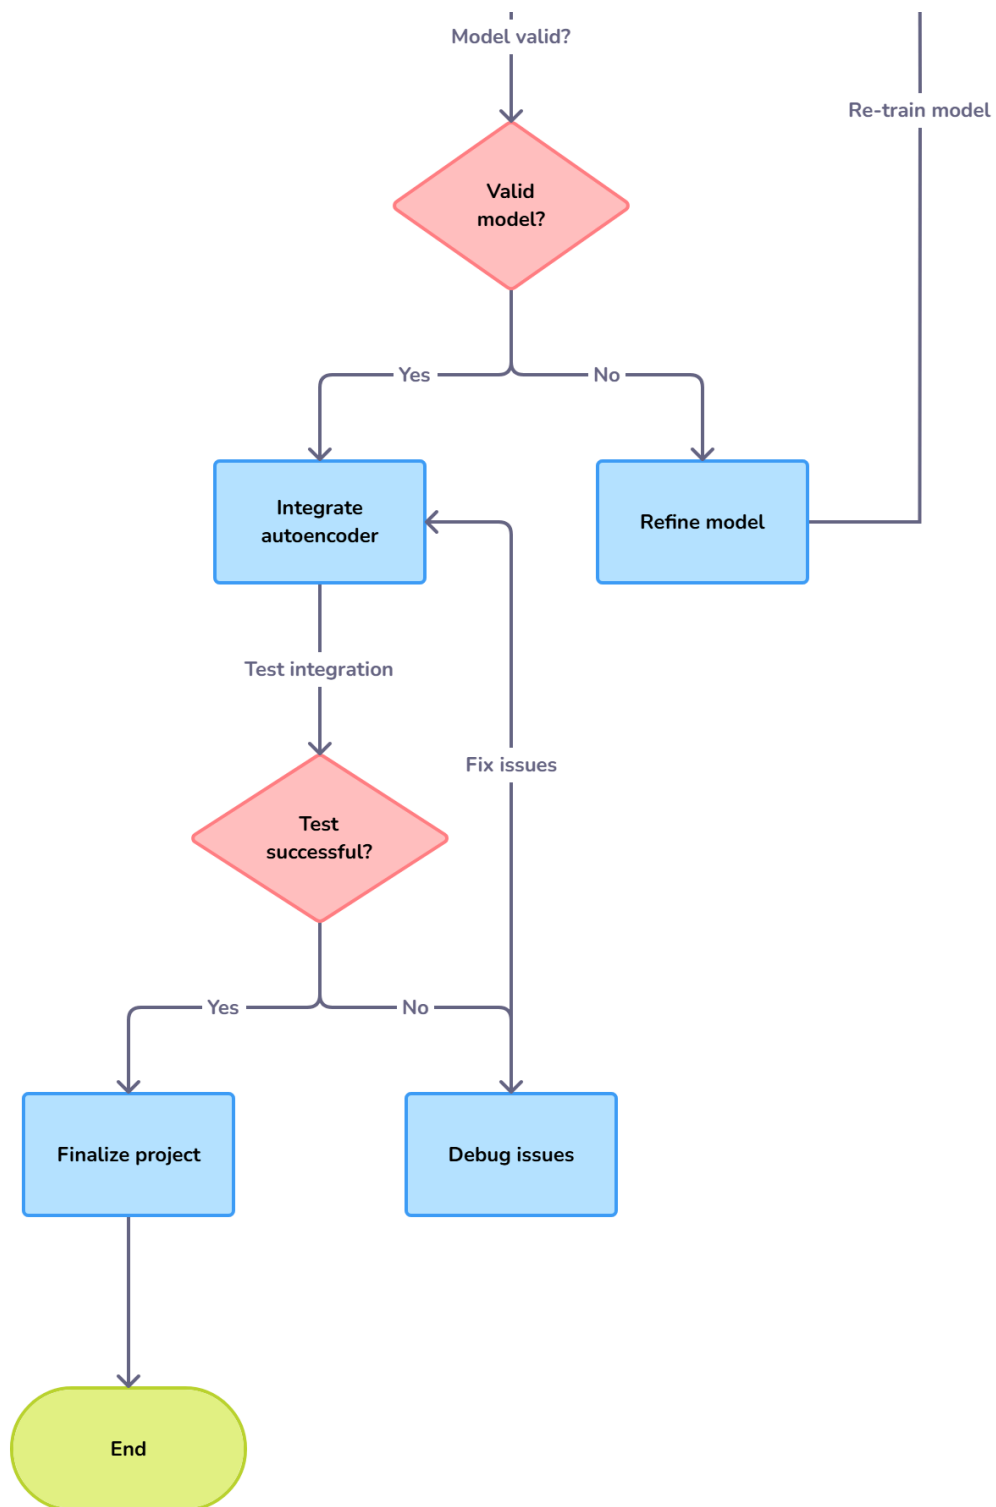 Model valid?
Re-train model
Valid
model?
Yes
No
Integrate
autoencoder
Refine model
Test integration
Fix issues
Test
successful?
Yes
No
Finalize project
Debug issues
End